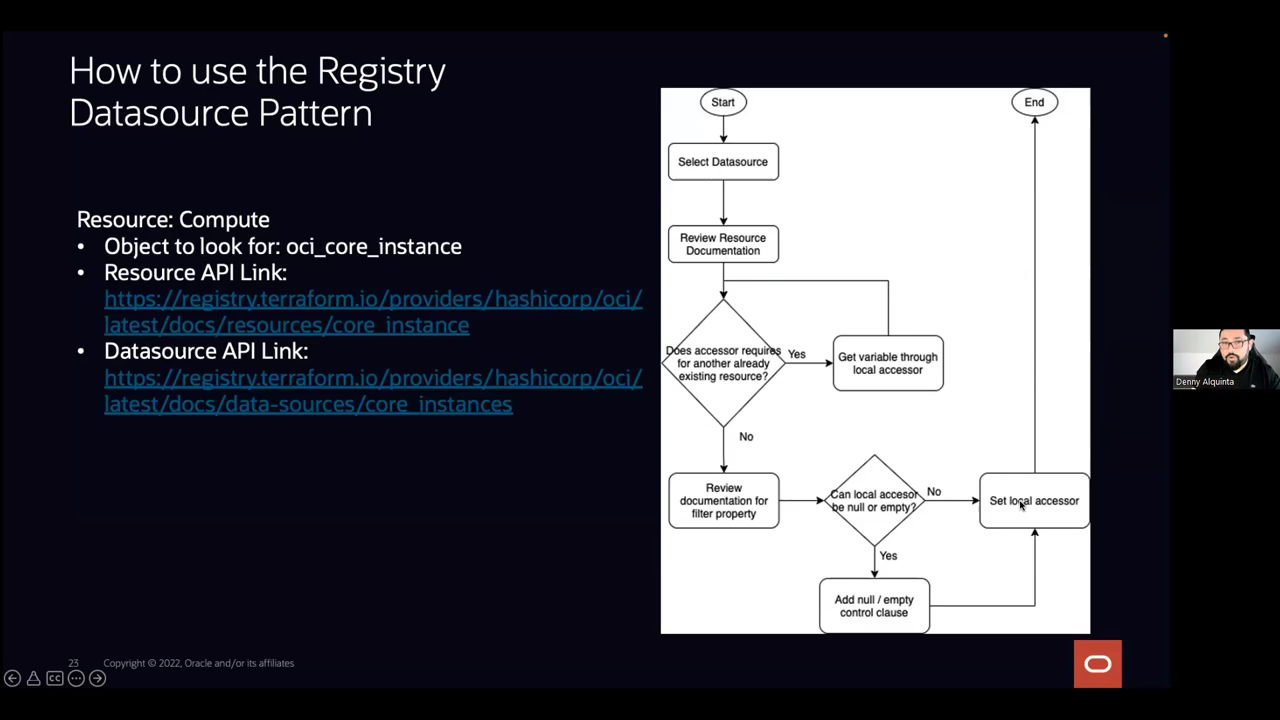 How to use the Registry
Datasource Pattern
Resource: Compute
• Object to look for: oci_core_instance
• Resource API Link:
https://registry.terraform.io/providers/hashicorp/oci/
latest/docs/resources/core_instance
• Datasource API Link:
https://registry.terraform.io/providers/hashicorp/oci/
latest/docs/data-sources/core_instances
Start
End
Select Datasource
Review Resource
Documentation
Does accessor requires
for another already
existing resource?
Yes
Get variable through
local accessor
No
Review
documentation for
filter property
Can local accesor
be null or empty?
No
Set local accessor
Yes
Add null / empty
control clause
Denny Alquinta
23
Copyright © 2022, Oracle and/or its affiliates
CC